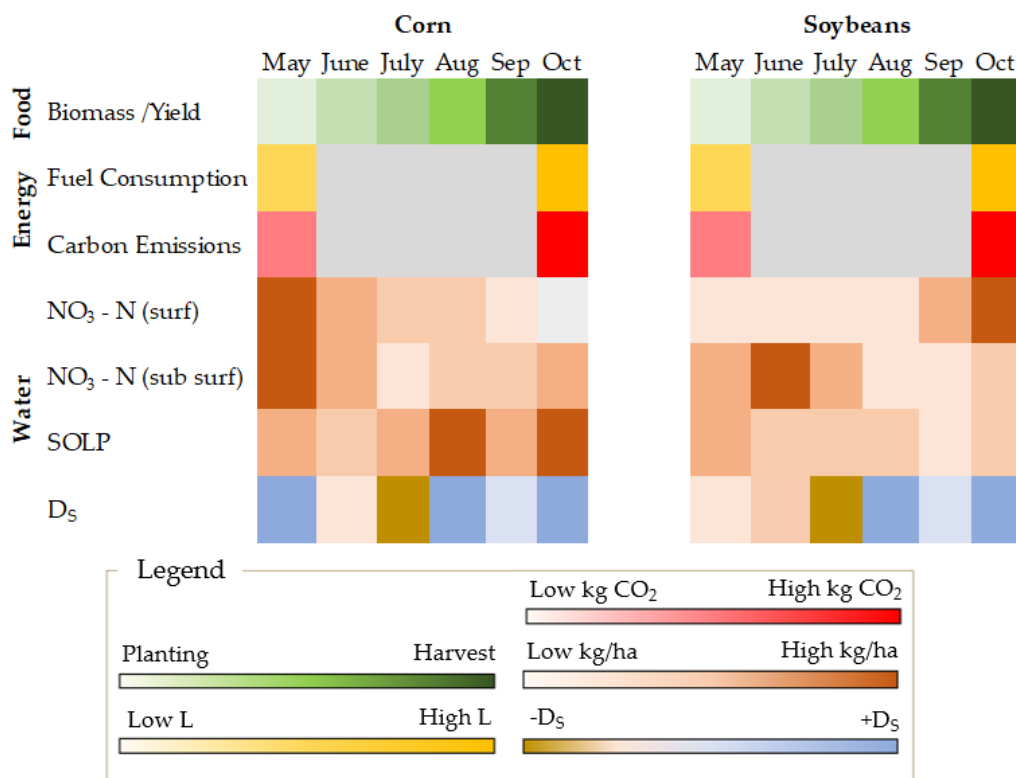 Corn Soybeans
May June July Aug Sep Oct May June July Aug Sep Oct
Food
Biomass /Yield
Energy
Fuel Consumption
Carbon Emissions
Water
NO₃ - N (surf)
NO₃ - N (sub surf)
SOLP
Dₛ
Legend
Low kg CO₂ High kg CO₂
Planting Harvest
Low kg/ha High kg/ha
Low L High L
-Dₛ +Dₛ